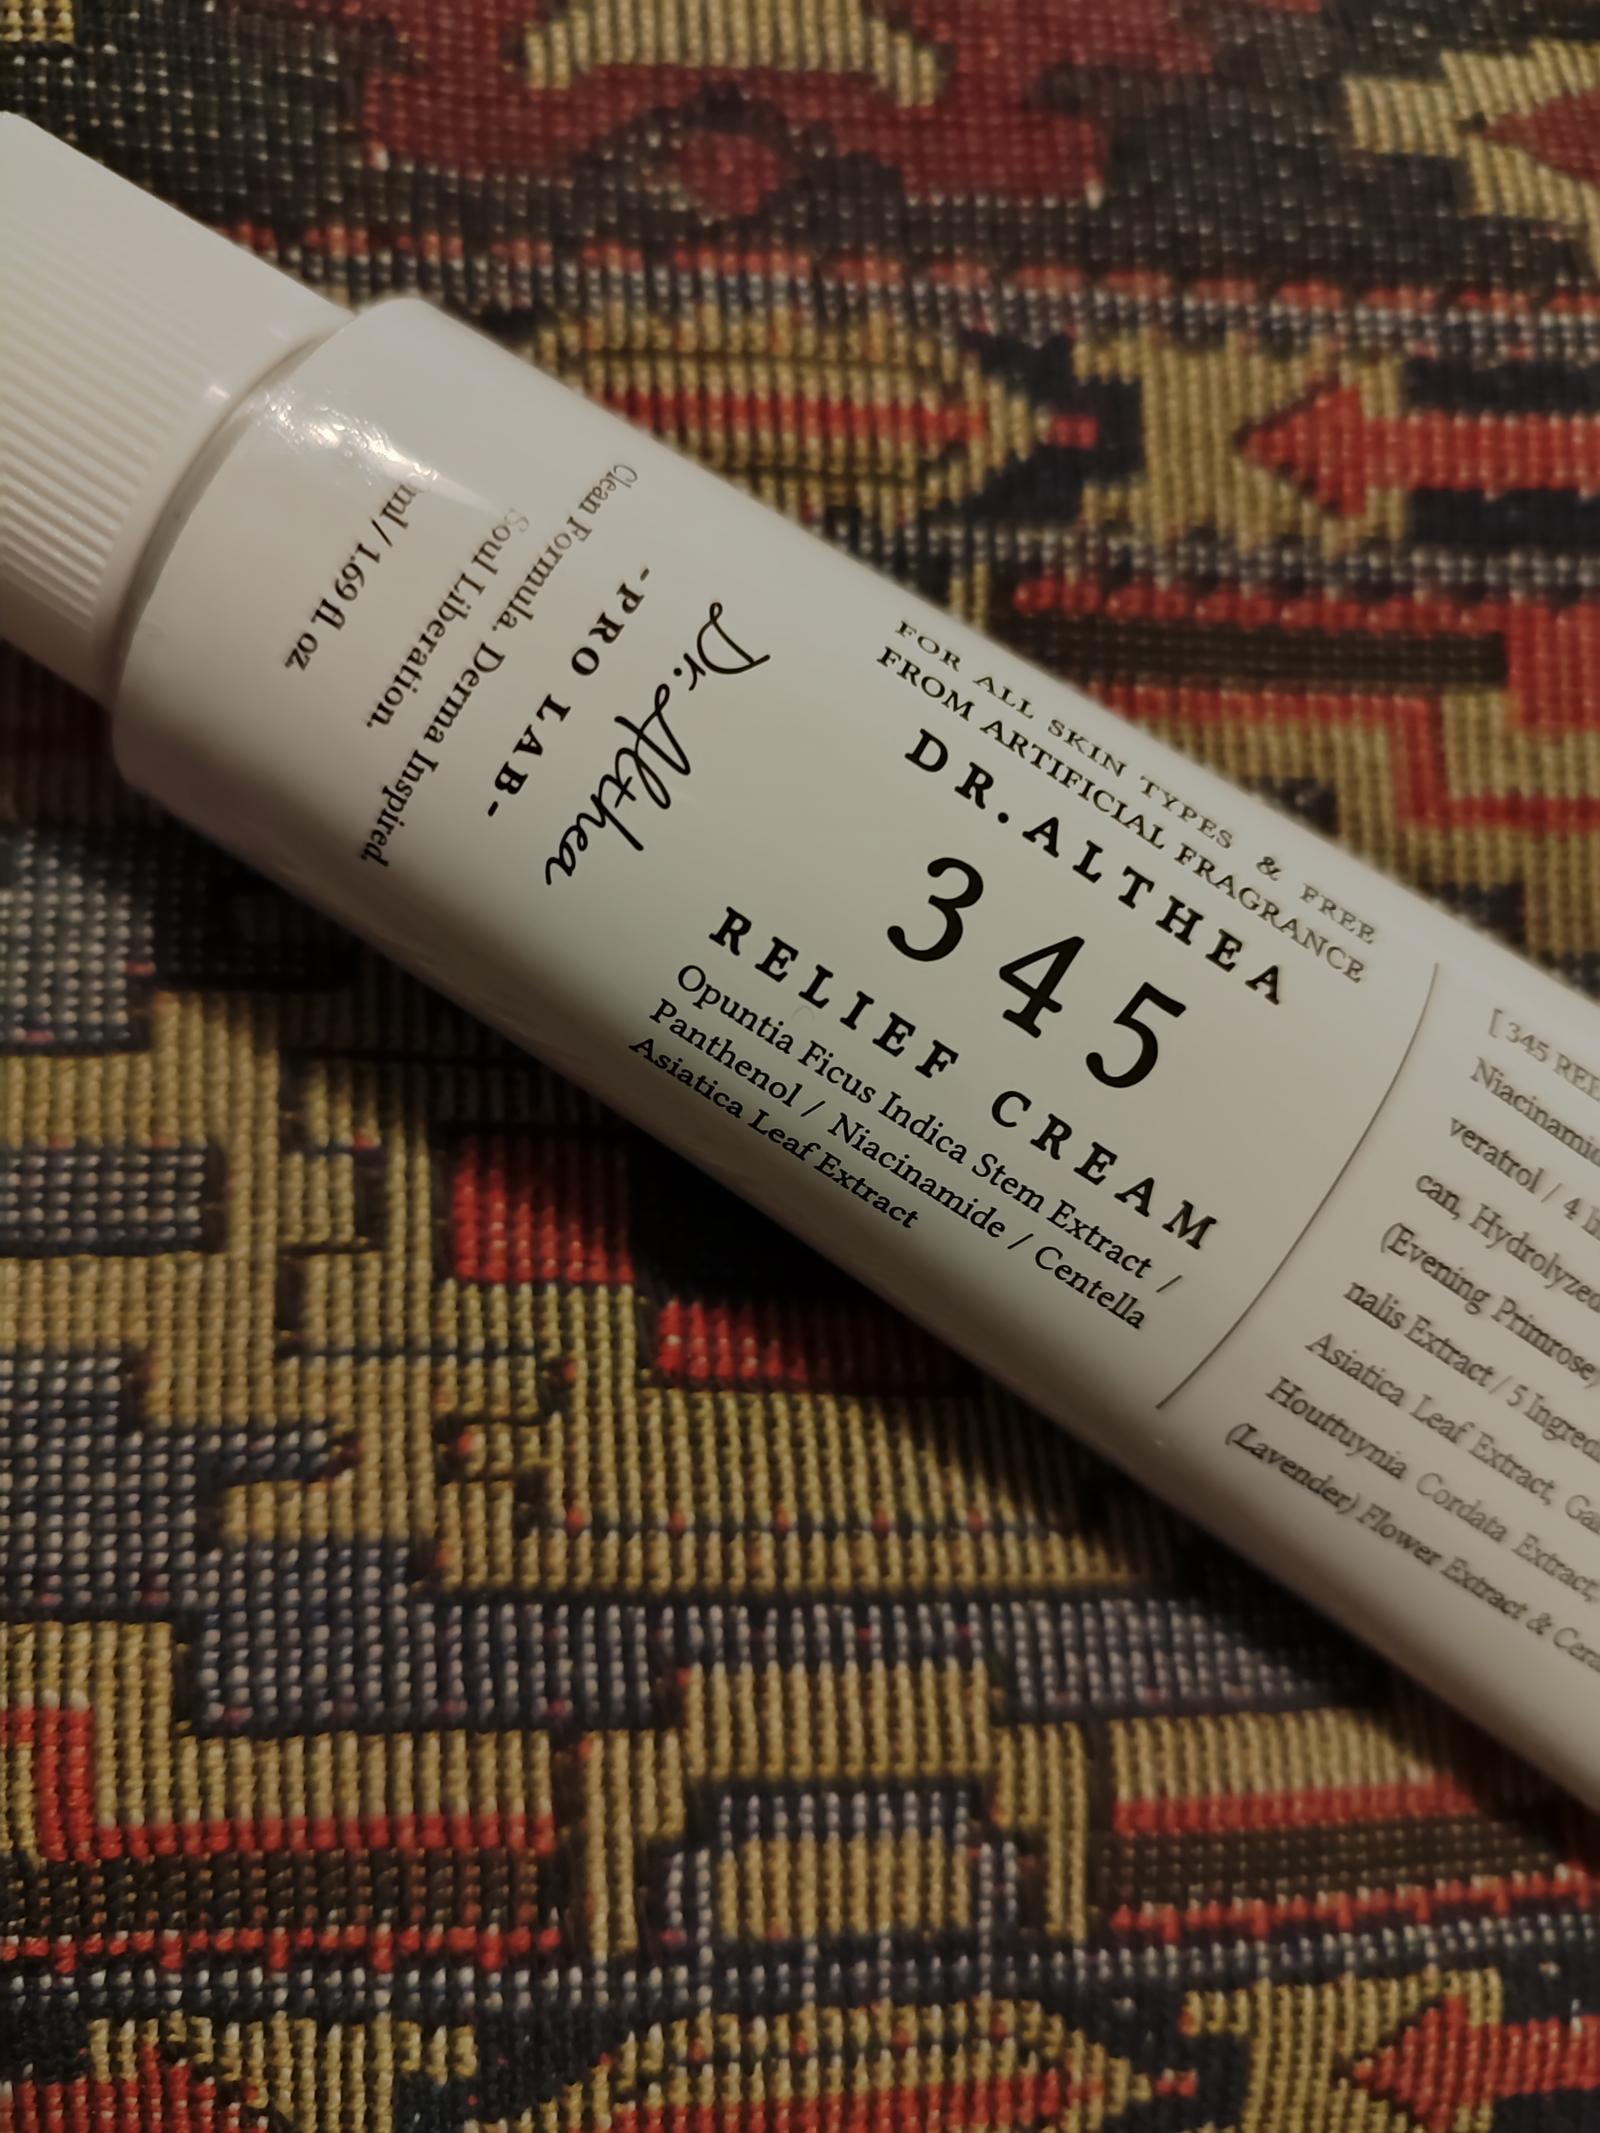 FOR ALL SKIN TYPES & FREE
FROM ARTIFICIAL FRAGRANCE
DR.ALTHEA
345
RELIEF CREAM
Opuntia Ficus Indica Stem Extract /
Panthenol / Niacinamide / Centella
Asiatica Leaf Extract
Dr.Althea
-PRO LAB-
Clean Formula. Derma Inspired.
Soul Liberation.
ml / 1.69 fl. oz.
[ 345
Niacinamid
veratrol / 4
can, Hydrolyzed
(Evening Primrose)
nalis Extract / 5 Ingred
Asiatica Leaf Extract, Ga
Houttuynia Cordata Extract,
(Lavender) Flower Extract & Cera